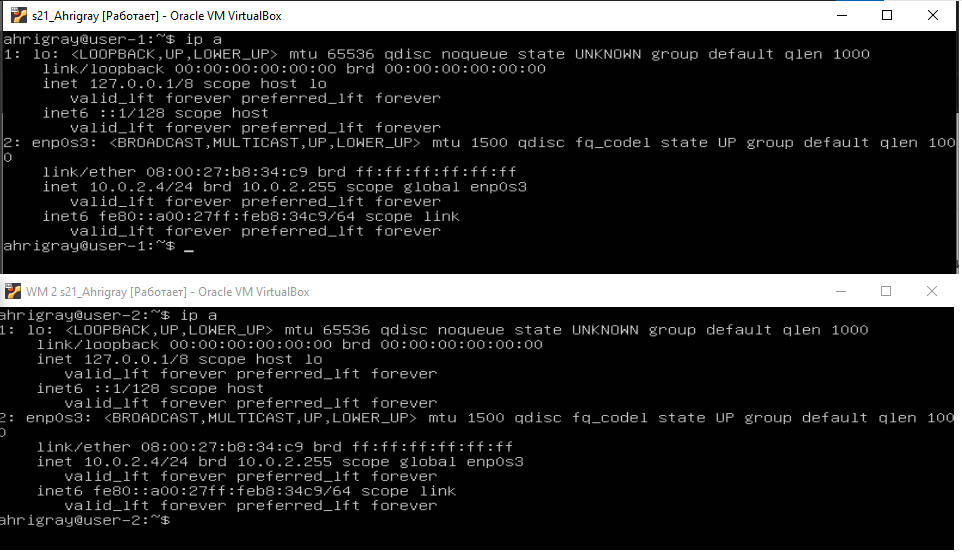 s21_Ahrigray [Работает] - Oracle VM VirtualBox
ahrigray@user-1:~$ ip a
1: lo: <LOOPBACK,UP,LOWER_UP> mtu 65536 qdisc noqueue state UNKNOWN group default qlen 1000
    link/loopback 00:00:00:00:00:00 brd 00:00:00:00:00:00
    inet 127.0.0.1/8 scope host lo
       valid_lft forever preferred_lft forever
    inet6 ::1/128 scope host
       valid_lft forever preferred_lft forever
2: enp0s3: <BROADCAST,MULTICAST,UP,LOWER_UP> mtu 1500 qdisc fq_codel state UP group default qlen 100
0
    link/ether 08:00:27:b8:34:c9 brd ff:ff:ff:ff:ff:ff
    inet 10.0.2.4/24 brd 10.0.2.255 scope global enp0s3
       valid_lft forever preferred_lft forever
    inet6 fe80::a00:27ff:feb8:34c9/64 scope link
       valid_lft forever preferred_lft forever
ahrigray@user-1:~$ _
WM 2 s21_Ahrigray [Работает] - Oracle VM VirtualBox
ahrigray@user-2:~$ ip a
1: lo: <LOOPBACK,UP,LOWER_UP> mtu 65536 qdisc noqueue state UNKNOWN group default qlen 1000
    link/loopback 00:00:00:00:00:00 brd 00:00:00:00:00:00
    inet 127.0.0.1/8 scope host lo
       valid_lft forever preferred_lft forever
    inet6 ::1/128 scope host
       valid_lft forever preferred_lft forever
2: enp0s3: <BROADCAST,MULTICAST,UP,LOWER_UP> mtu 1500 qdisc fq_codel state UP group default qlen 100
0
    link/ether 08:00:27:b8:34:c9 brd ff:ff:ff:ff:ff:ff
    inet 10.0.2.4/24 brd 10.0.2.255 scope global enp0s3
       valid_lft forever preferred_lft forever
    inet6 fe80::a00:27ff:feb8:34c9/64 scope link
       valid_lft forever preferred_lft forever
ahrigray@user-2:~$